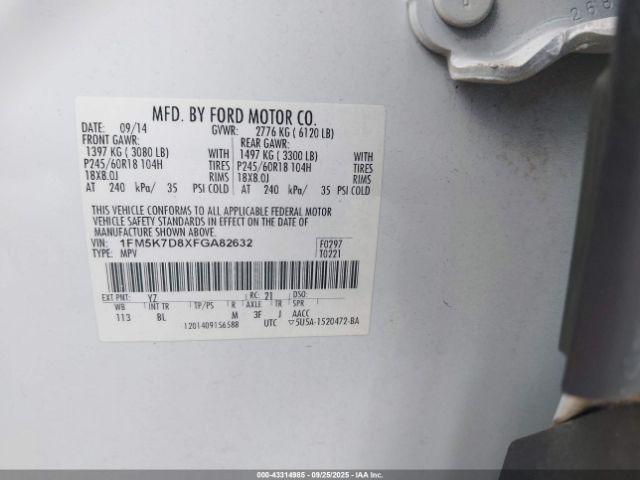 268
MFD. BY FORD MOTOR CO.
DATE: 09/14 GVWR: 2776 KG ( 6120 LB)
FRONT GAWR: REAR GAWR:
1397 KG ( 3080 LB) WITH 1497 KG ( 3300 LB) WITH
P245/60R18 104H TIRES P245/60R18 104H TIRES
18X8.0J RIMS 18X8.0J RIMS
AT 240 kPa/ 35 PSI COLD AT 240 kPa/ 35 PSI COLD
THIS VEHICLE CONFORMS TO ALL APPLICABLE FEDERAL MOTOR
VEHICLE SAFETY STANDARDS IN EFFECT ON THE DATE OF
MANUFACTURE SHOWN ABOVE.
VIN: 1FM5K7D8XFGA82632 F0297
TYPE: MPV T0221
EXT PNT: YZ RC: 21 DSO:
WB INT TR TP/PS R AXLE TR SPR
113 BL M 3F J AACC
1201409156588 UTC ▽5U5A-1520472-BA
000-43314985 - 09/25/2025 - IAAI.COM